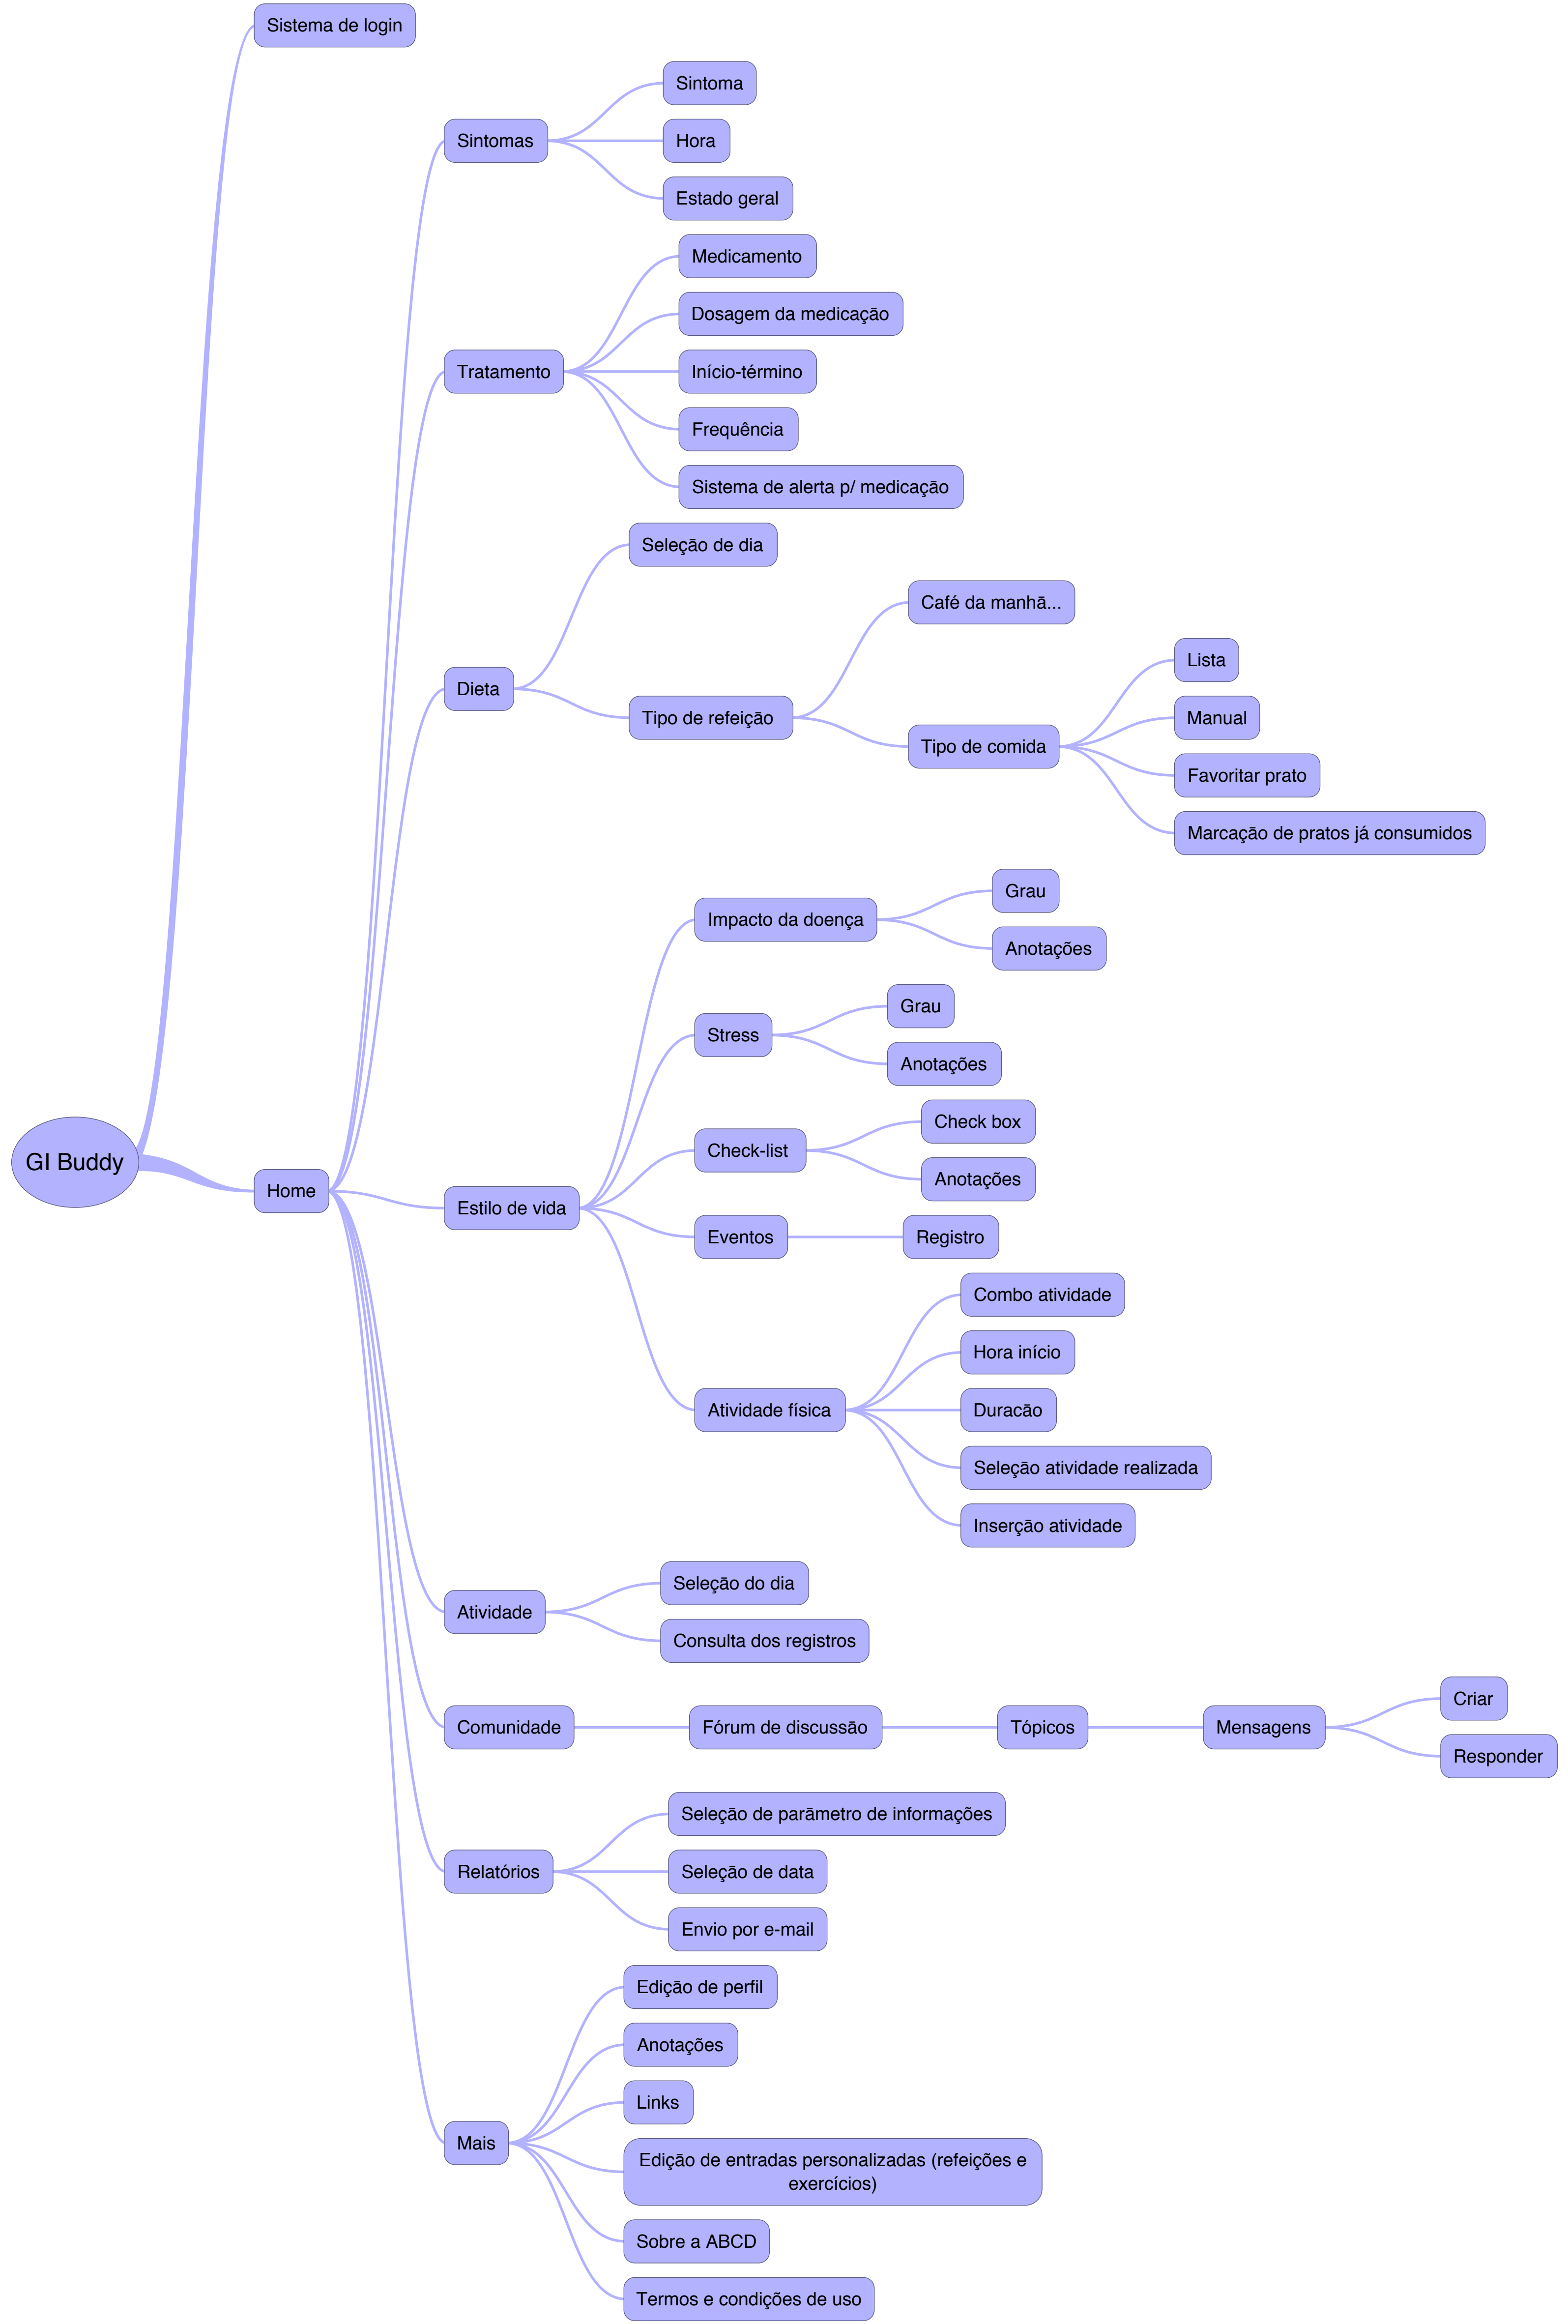 Sistema de login
Sintoma
Sintomas
Hora
Estado geral
Medicamento
Dosagem da medicação
Tratamento
Início-término
Frequência
Sistema de alerta p/ medicação
Seleção de dia
Café da manhã...
Lista
Dieta
Tipo de refeição
Manual
Tipo de comida
Favoritar prato
Marcação de pratos já consumidos
Grau
Impacto da doença
Anotações
Grau
Stress
Anotações
Check box
Check-list
Anotações
GI Buddy
Home
Estilo de vida
Eventos
Registro
Combo atividade
Hora início
Atividade física
Duracão
Seleção atividade realizada
Inserção atividade
Seleção do dia
Atividade
Consulta dos registros
Criar
Comunidade
Fórum de discussão
Tópicos
Mensagens
Responder
Seleção de parâmetro de informações
Relatórios
Seleção de data
Envio por e-mail
Edição de perfil
Anotações
Links
Mais
Edição de entradas personalizadas (refeições e
exercícios)
Sobre a ABCD
Termos e condições de uso